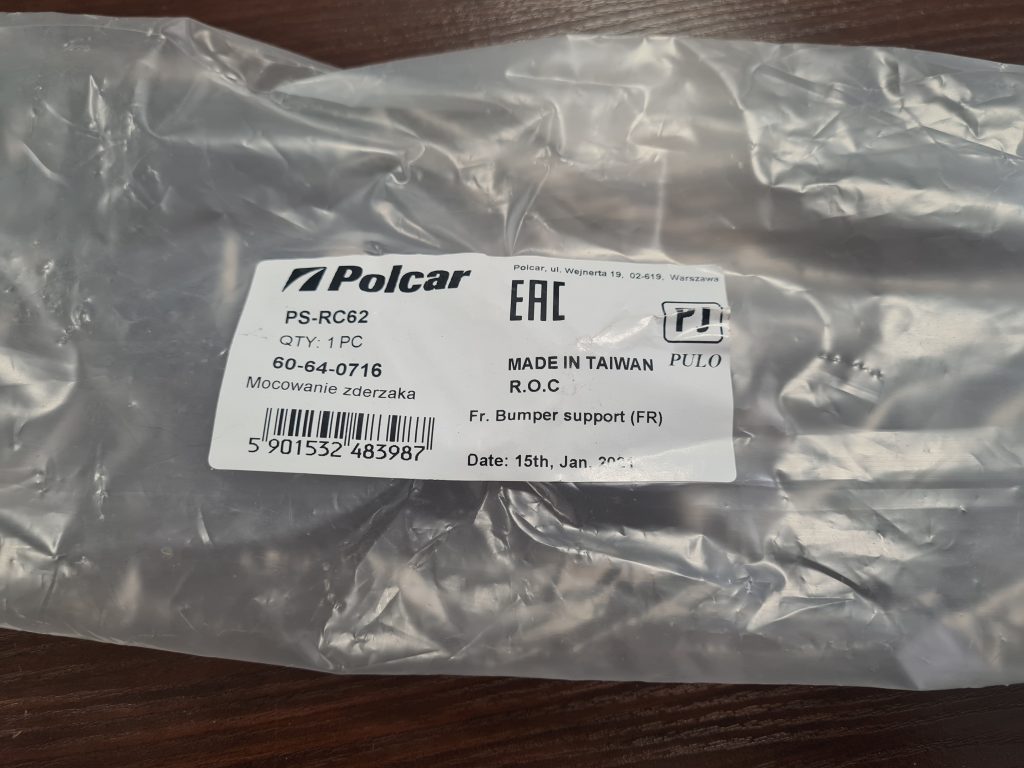 Polcar
PS-RC62
QTY: 1 PC
60-64-0716
Mocowanie zderzaka
5 901532 483987
Polcar, ul. Wejnerta 19, 02-619, Warszawa
EAC
PJ
PULO
MADE IN TAIWAN
R.O.C
Fr. Bumper support (FR)
Date: 15th, Jan. 2021